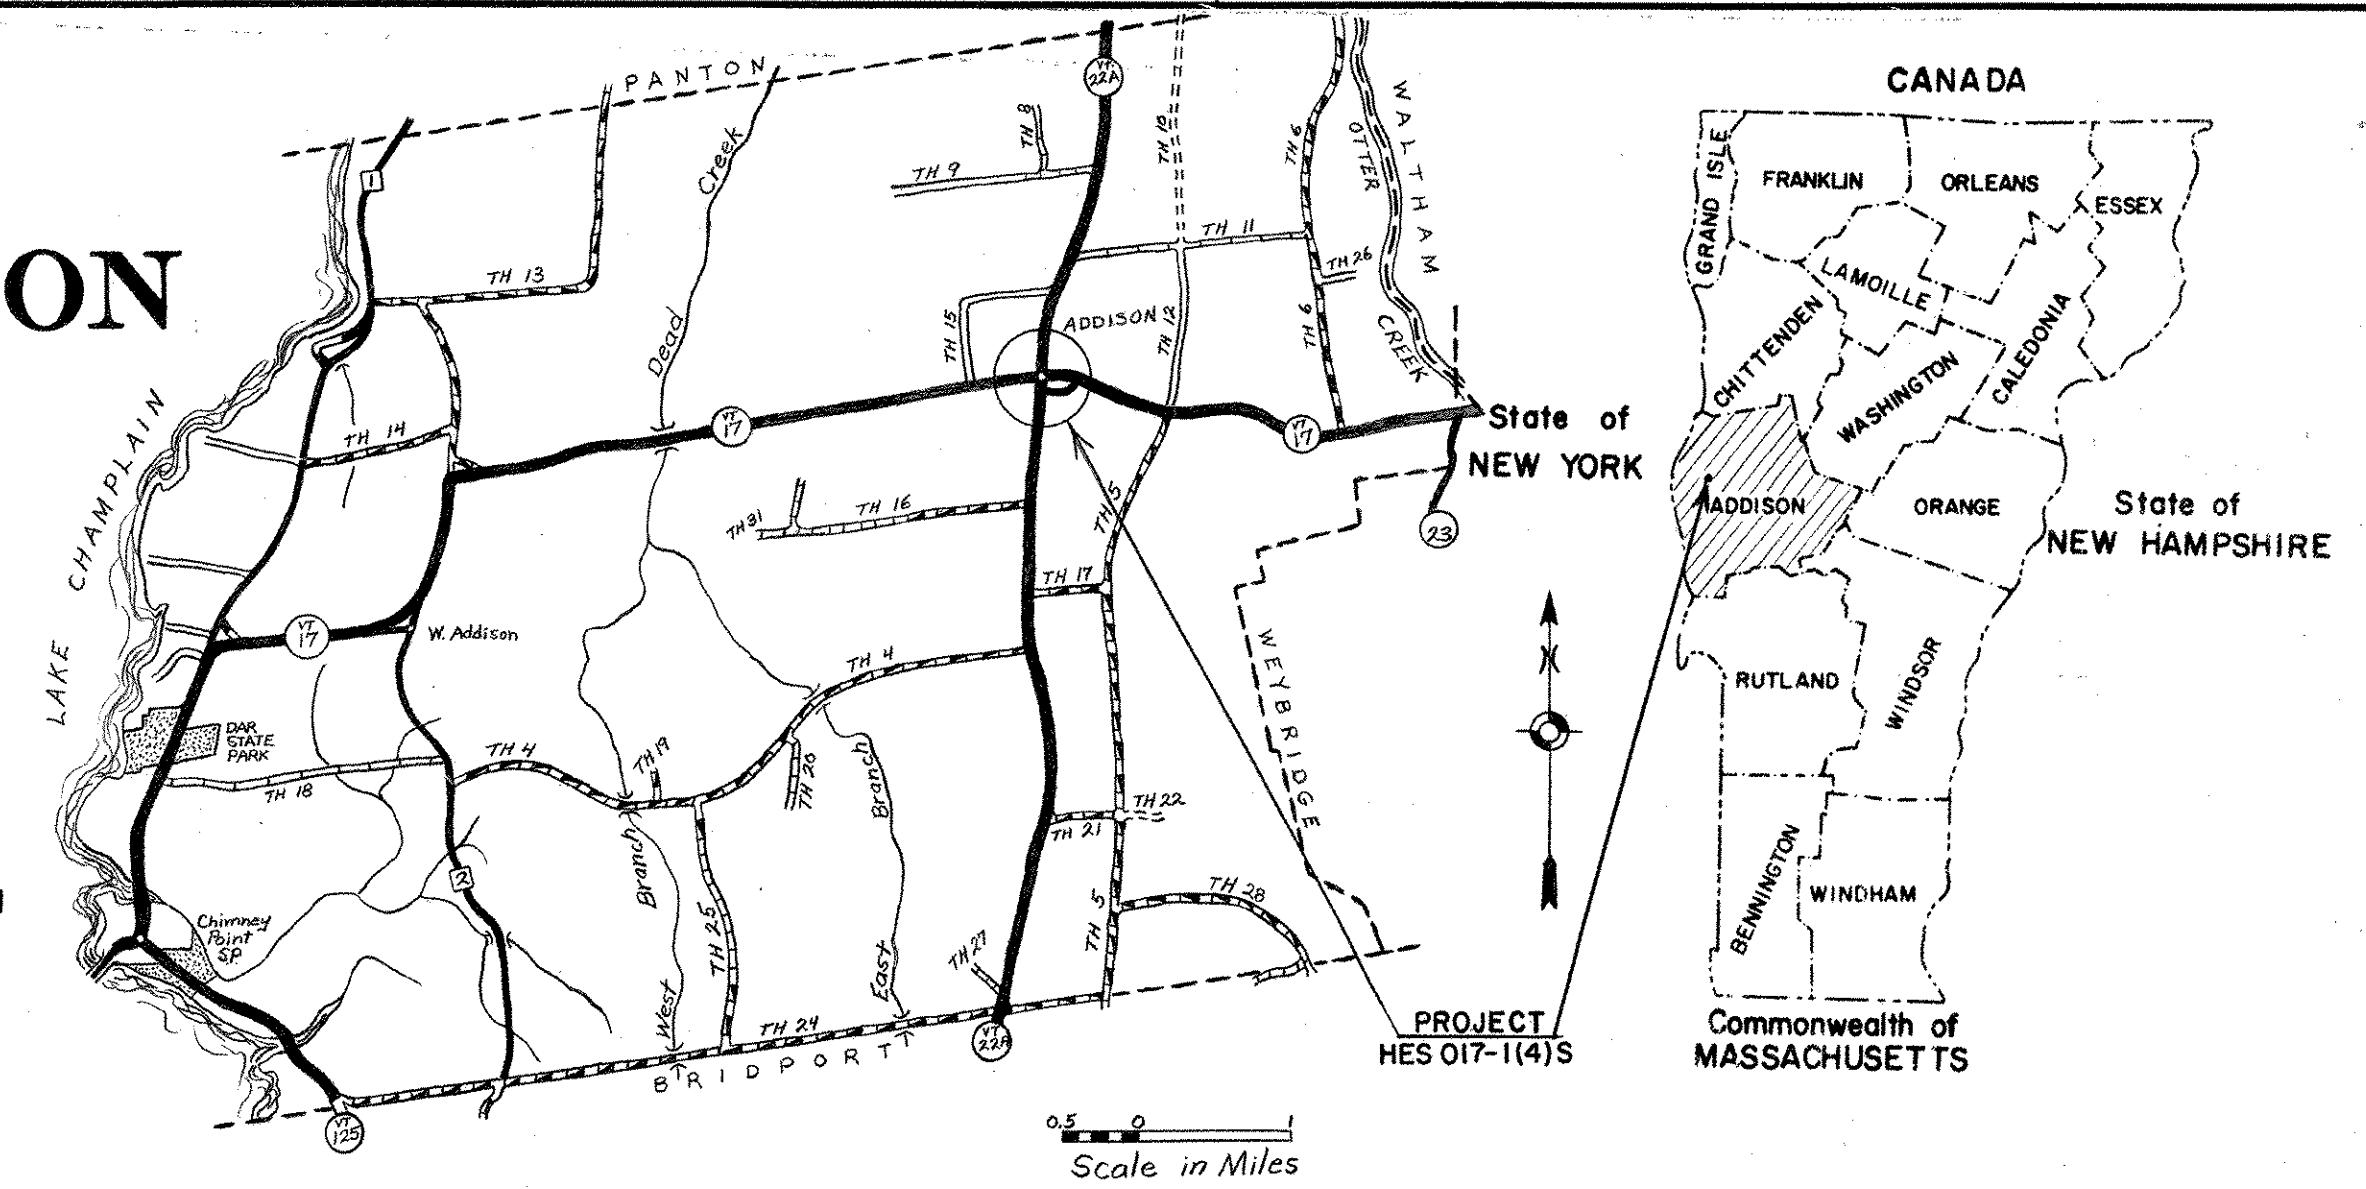 ON
PANTON
VT. 22A
1
TH 13
Dead Creek
TH 8
TH 9
TH 10
TH 6
OTTER CREEK
WALTHAM
TH 11
TH 26
TH 6
TH 15
ADDISON
TH 12
LAKE CHAMPLAIN
TH 14
VT 17
VT 17
TH 31
TH 16
TH 5
23
TH 17
VT 17
W. Addison
TH 4
WEYBRIDGE
DAR
STATE
PARK
TH 18
TH 4
TH 19
TH 20
TH 22
TH 21
2
West Branch
East Branch
TH 25
TH 5
TH 28
Chimney
Point
SP
TH 27
TH 24
VT 22A
BRIDPORT
VT 125
PROJECT
HES 017-1(4)S
0.5 0 1
Scale in Miles
N
CANADA
GRAND ISLE
FRANKLIN
ORLEANS
ESSEX
LAMOILLE
CHITTENDEN
CALEDONIA
WASHINGTON
State of
NEW YORK
ADDISON
ORANGE
State of
NEW HAMPSHIRE
RUTLAND
WINDSOR
BENNINGTON
WINDHAM
Commonwealth of
MASSACHUSETTS